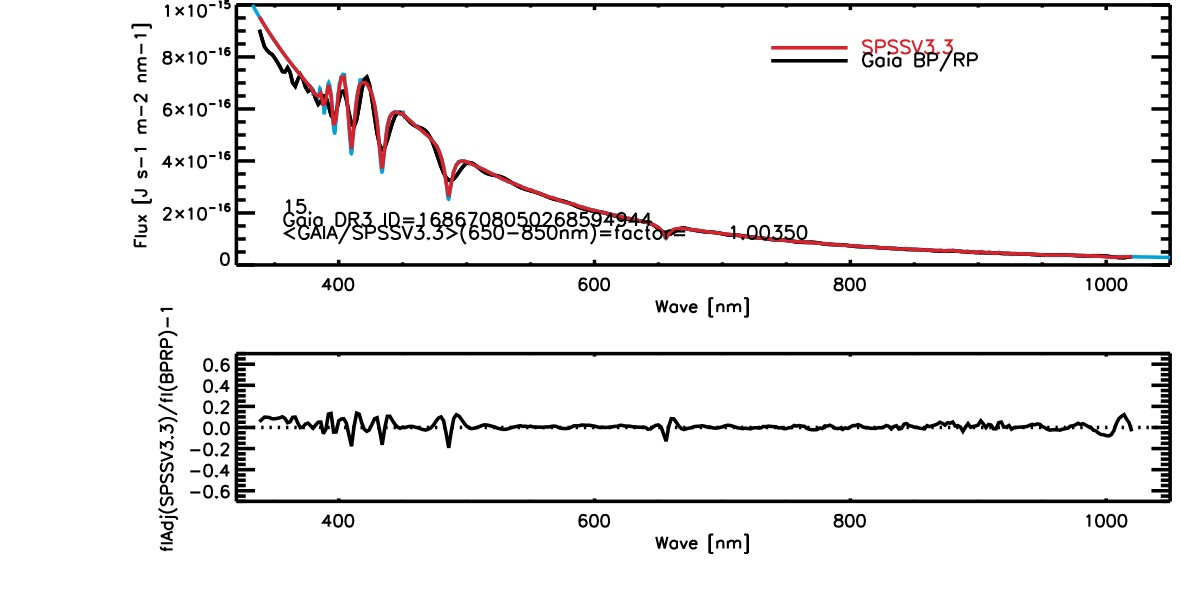 1×10⁻¹⁵
8×10⁻¹⁶
6×10⁻¹⁶
4×10⁻¹⁶
2×10⁻¹⁶
0
Flux [J s−1 m−2 nm−1]
SPSSV3.3
Gaia BP/RP
15.
Gaia DR3 ID=1686708050268594944
<GAIA/SPSSV3.3>(650−850nm)=factor= 1.00350
400 600 800 1000
Wave [nm]
flAdj(SPSSV3.3)/fl(BPRP)−1
0.6
0.4
0.2
0.0
−0.2
−0.4
−0.6
400 600 800 1000
Wave [nm]